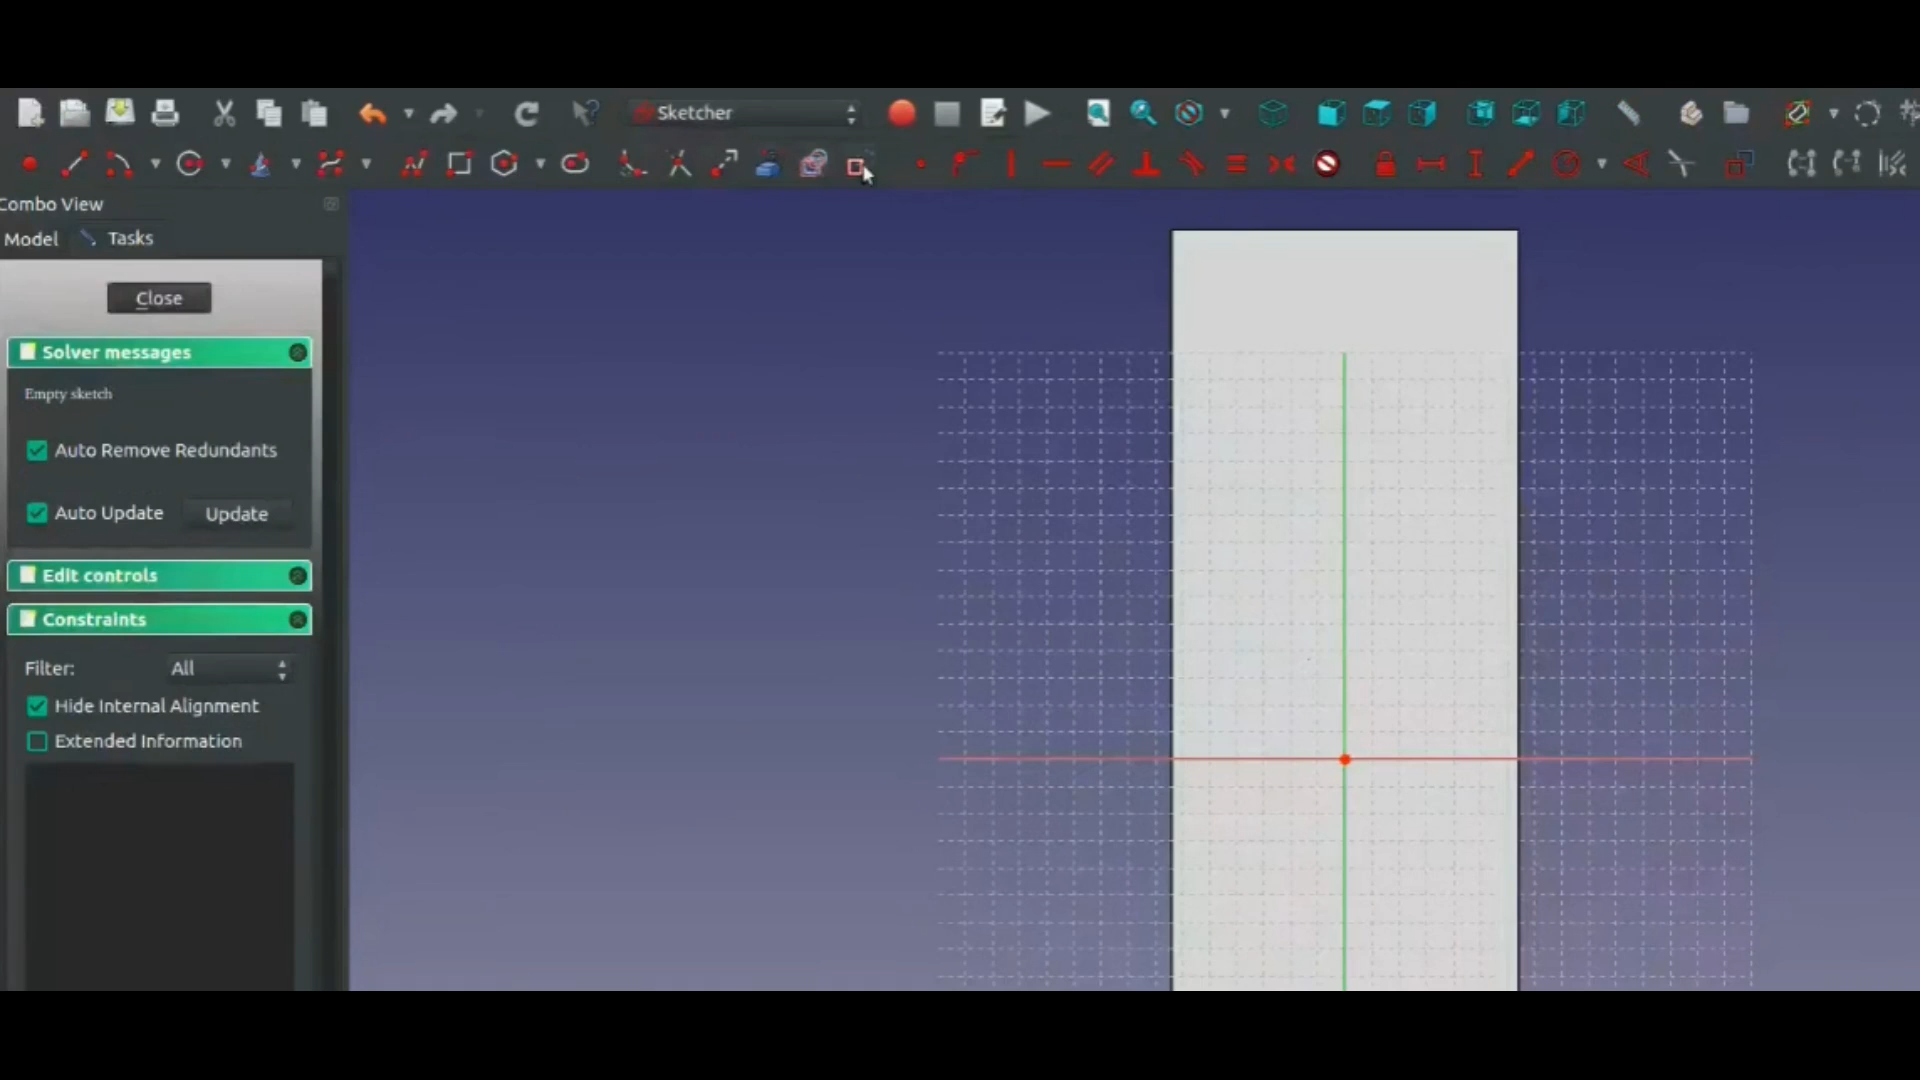 Sketcher
Combo View
Model
Tasks
Close
Solver messages
Empty sketch
Auto Remove Redundants
Auto Update
Update
Edit controls
Constraints
Filter:
All
Hide Internal Alignment
Extended Information